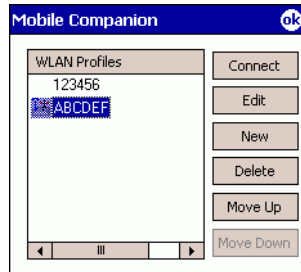 Mobile Companion
ok
WLAN Profiles
123456
ABCDEF
Connect
Edit
New
Delete
Move Up
Move Down